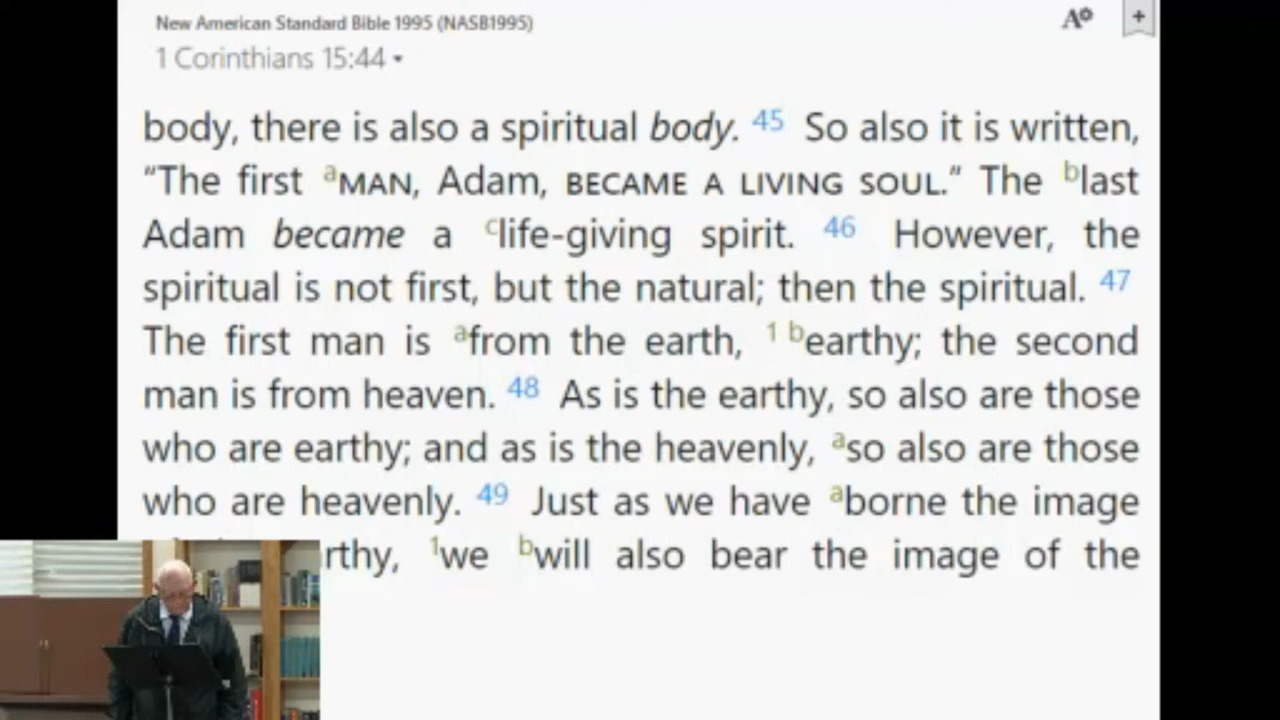 New American Standard Bible 1995 (NASB1995)
A
+
1 Corinthians 15:44
body, there is also a spiritual body. 45 So also it is written,
“The first aMAN, Adam, BECAME A LIVING SOUL.” The blast
Adam became a clife-giving spirit. 46 However, the
spiritual is not first, but the natural; then the spiritual. 47
The first man is afrom the earth, 1 bearthy; the second
man is from heaven. 48 As is the earthy, so also are those
who are earthy; and as is the heavenly, aso also are those
who are heavenly. 49 Just as we have aborne the image
rthy, 1we bwill also bear the image of the